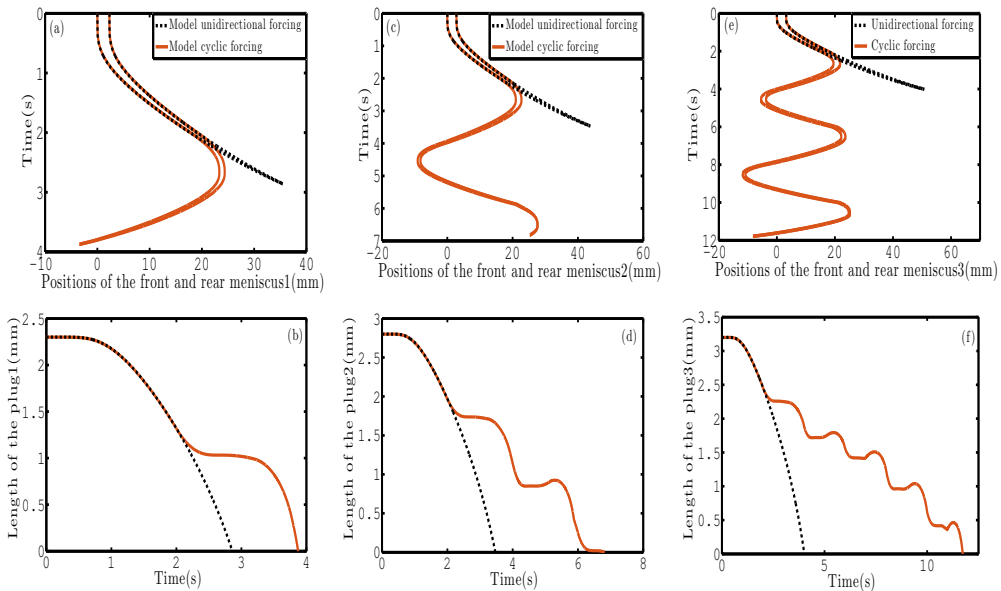 (a)
Model unidirectional forcing
Model cyclic forcing
Time(s)
0
1
2
3
4
-10 0 10 20 30 40
Positions of the front and rear meniscus1(mm)
(c)
Model unidirectional forcing
Model cyclic forcing
Time(s)
0
1
2
3
4
5
6
7
-20 0 20 40 60
Positions of the front and rear meniscus2(mm)
(e)
Unidirectional forcing
Cyclic forcing
Time(s)
0
2
4
6
8
10
12
-20 0 20 40 60
Positions of the front and rear meniscus3(mm)
(b)
Length of the plug1(mm)
2.5
2
1.5
1
0.5
0
0 1 2 3 4
Time(s)
(d)
Length of the plug2(mm)
3
2.5
2
1.5
1
0.5
0
0 2 4 6 8
Time(s)
(f)
Length of the plug3(mm)
3.5
3
2.5
2
1.5
1
0.5
0
0 5 10
Time(s)